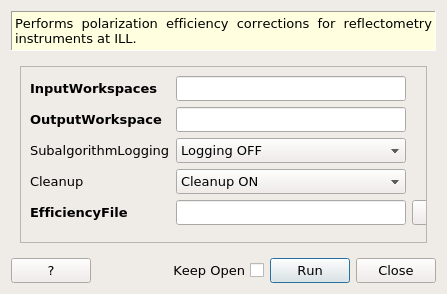 Performs polarization efficiency corrections for reflectometry
instruments at ILL.
InputWorkspaces
OutputWorkspace
SubalgorithmLogging Logging OFF
Cleanup Cleanup ON
EfficiencyFile
? Keep Open Run Close